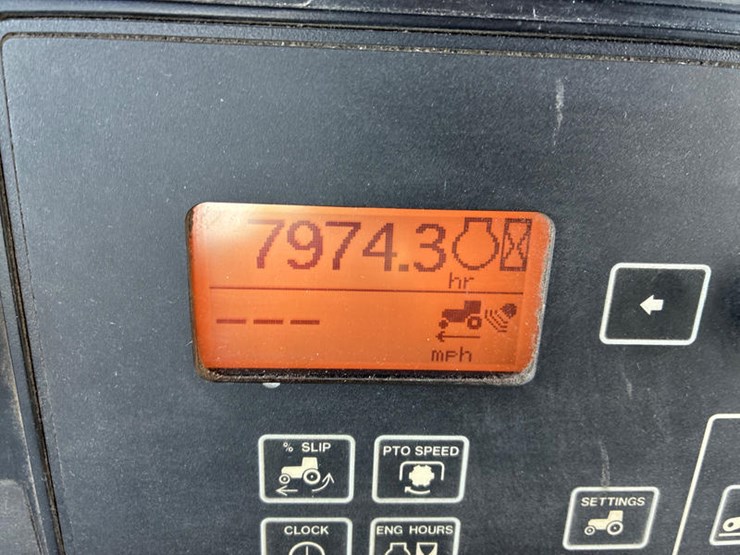 7974.3
hr
---
mph
% SLIP
PTO SPEED
SETTINGS
CLOCK
ENG HOURS